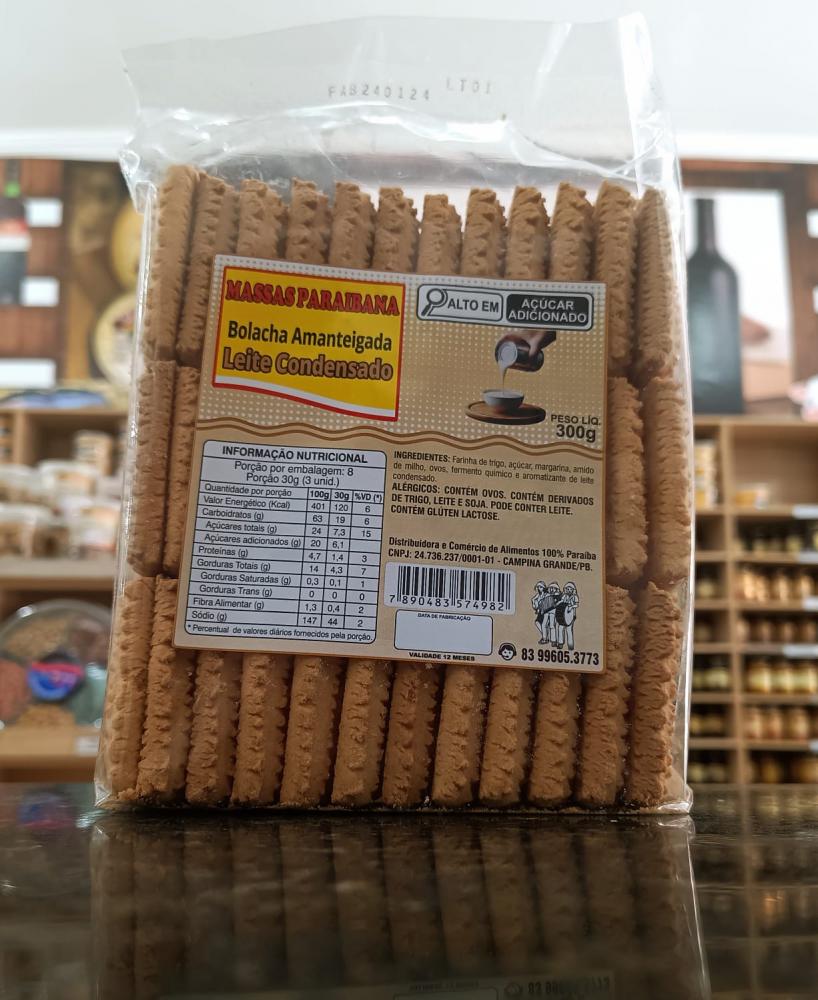 FAB240124 LT01
MASSAS PARAIBANA
Bolacha Amanteigada
Leite Condensado
ALTO EM
AÇÚCAR
ADICIONADO
PESO LÍQ.
300g
INFORMAÇÃO NUTRICIONAL
Porção por embalagem: 8
Porção 30g (3 unid.)
Quantidade por porção 100g 30g %VD (*)
Valor Energético (Kcal) 401 120 6
Carboidratos (g) 63 19 6
Açúcares totais (g) 24 7,3 15
Açúcares adicionados (g) 20 6,1
Proteínas (g) 4,7 1,4 3
Gorduras Totais (g) 14 4,3 7
Gorduras Saturadas (g) 0,3 0,1 1
Gorduras Trans (g) 0 0 0
Fibra Alimentar (g) 1,3 0,4 2
Sódio (g) 147 44 2
* Percentual de valores diários fornecidos pela porção.
INGREDIENTES: Farinha de trigo, açúcar, margarina, amido
de milho, ovos, fermento químico e aromatizante de leite
condensado.
ALÉRGICOS: CONTÉM OVOS. CONTÉM DERIVADOS
DE TRIGO, LEITE E SOJA. PODE CONTER LEITE.
CONTÉM GLÚTEN LACTOSE.
Distribuidora e Comércio de Alimentos 100% Paraíba
CNPJ: 24.736.237/0001-01 - CAMPINA GRANDE/PB.
7 890483 574982
DATA DE FABRICAÇÃO
VALIDADE 12 MESES
83 99605.3773